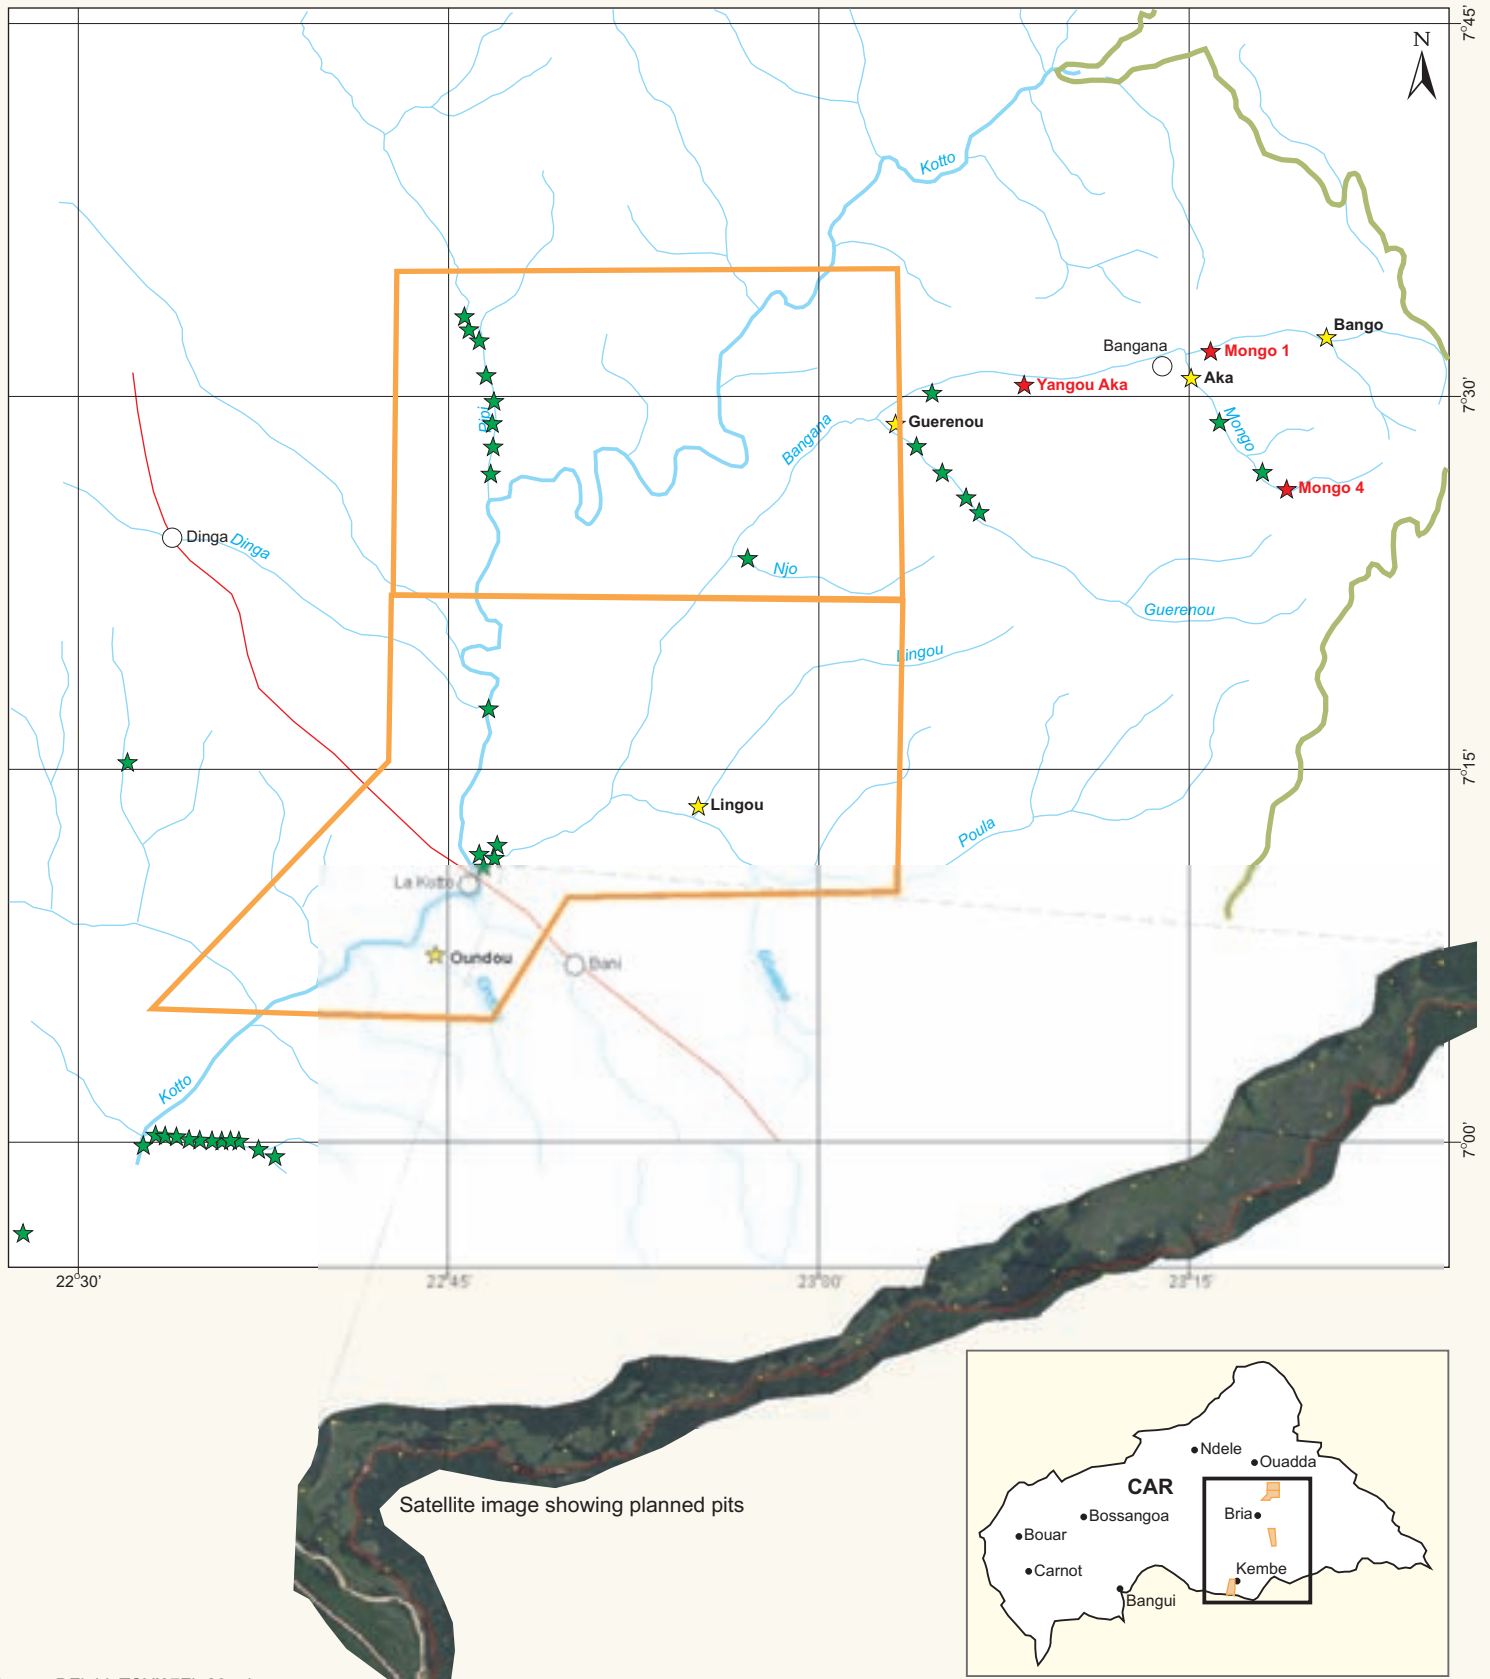 7°45'
N
Kotto
Bango
Bangana
Mongo 1
Aka
Yangou Aka
7°30'
Pipi
Bangana
Guerenou
Mongo
Mongo 4
Dinga
Dinga
Njo
Guerenou
Lingou
7°15'
Lingou
Poula
La Kotto
Oundou
Bani
Kotto
7°00'
22°30'
22°45'
23°00'
23°15'
Satellite image showing planned pits
Ndele
Ouadda
CAR
Bossangoa
Bria
Bouar
Carnot
Kembe
Bangui